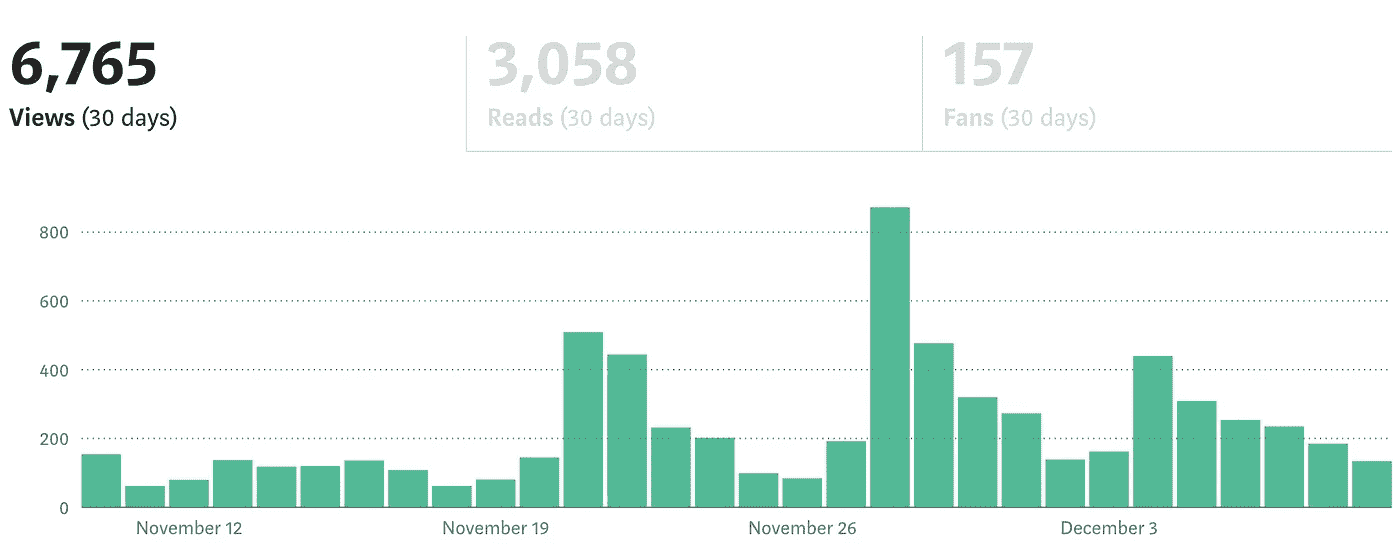 6,765
Views (30 days)
3,058
Reads (30 days)
157
Fans (30 days)
800
600
400
200
0
November 12
November 19
November 26
December 3